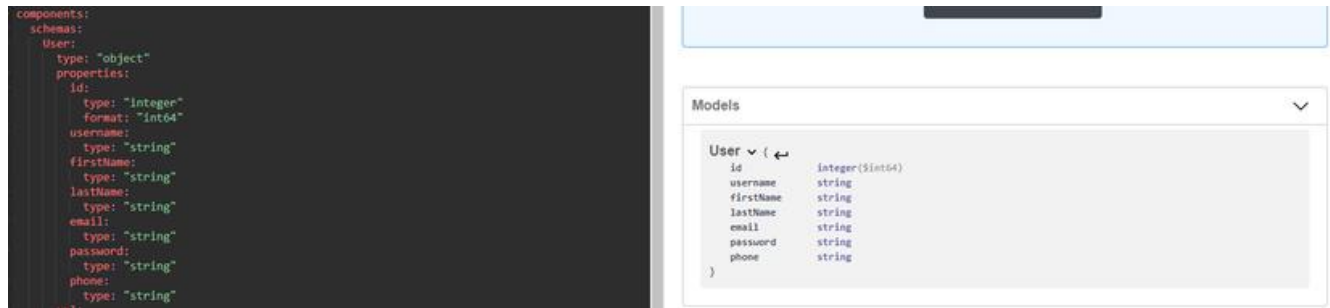 components:
schemas:
User:
type: "object"
properties:
id:
type: "integer"
format: "int64"
username:
type: "string"
firstName:
type: "string"
lastName:
type: "string"
email:
type: "string"
password:
type: "string"
phone:
type: "string"
Models
User {
id integer($int64)
username string
firstName string
lastName string
email string
password string
phone string
}